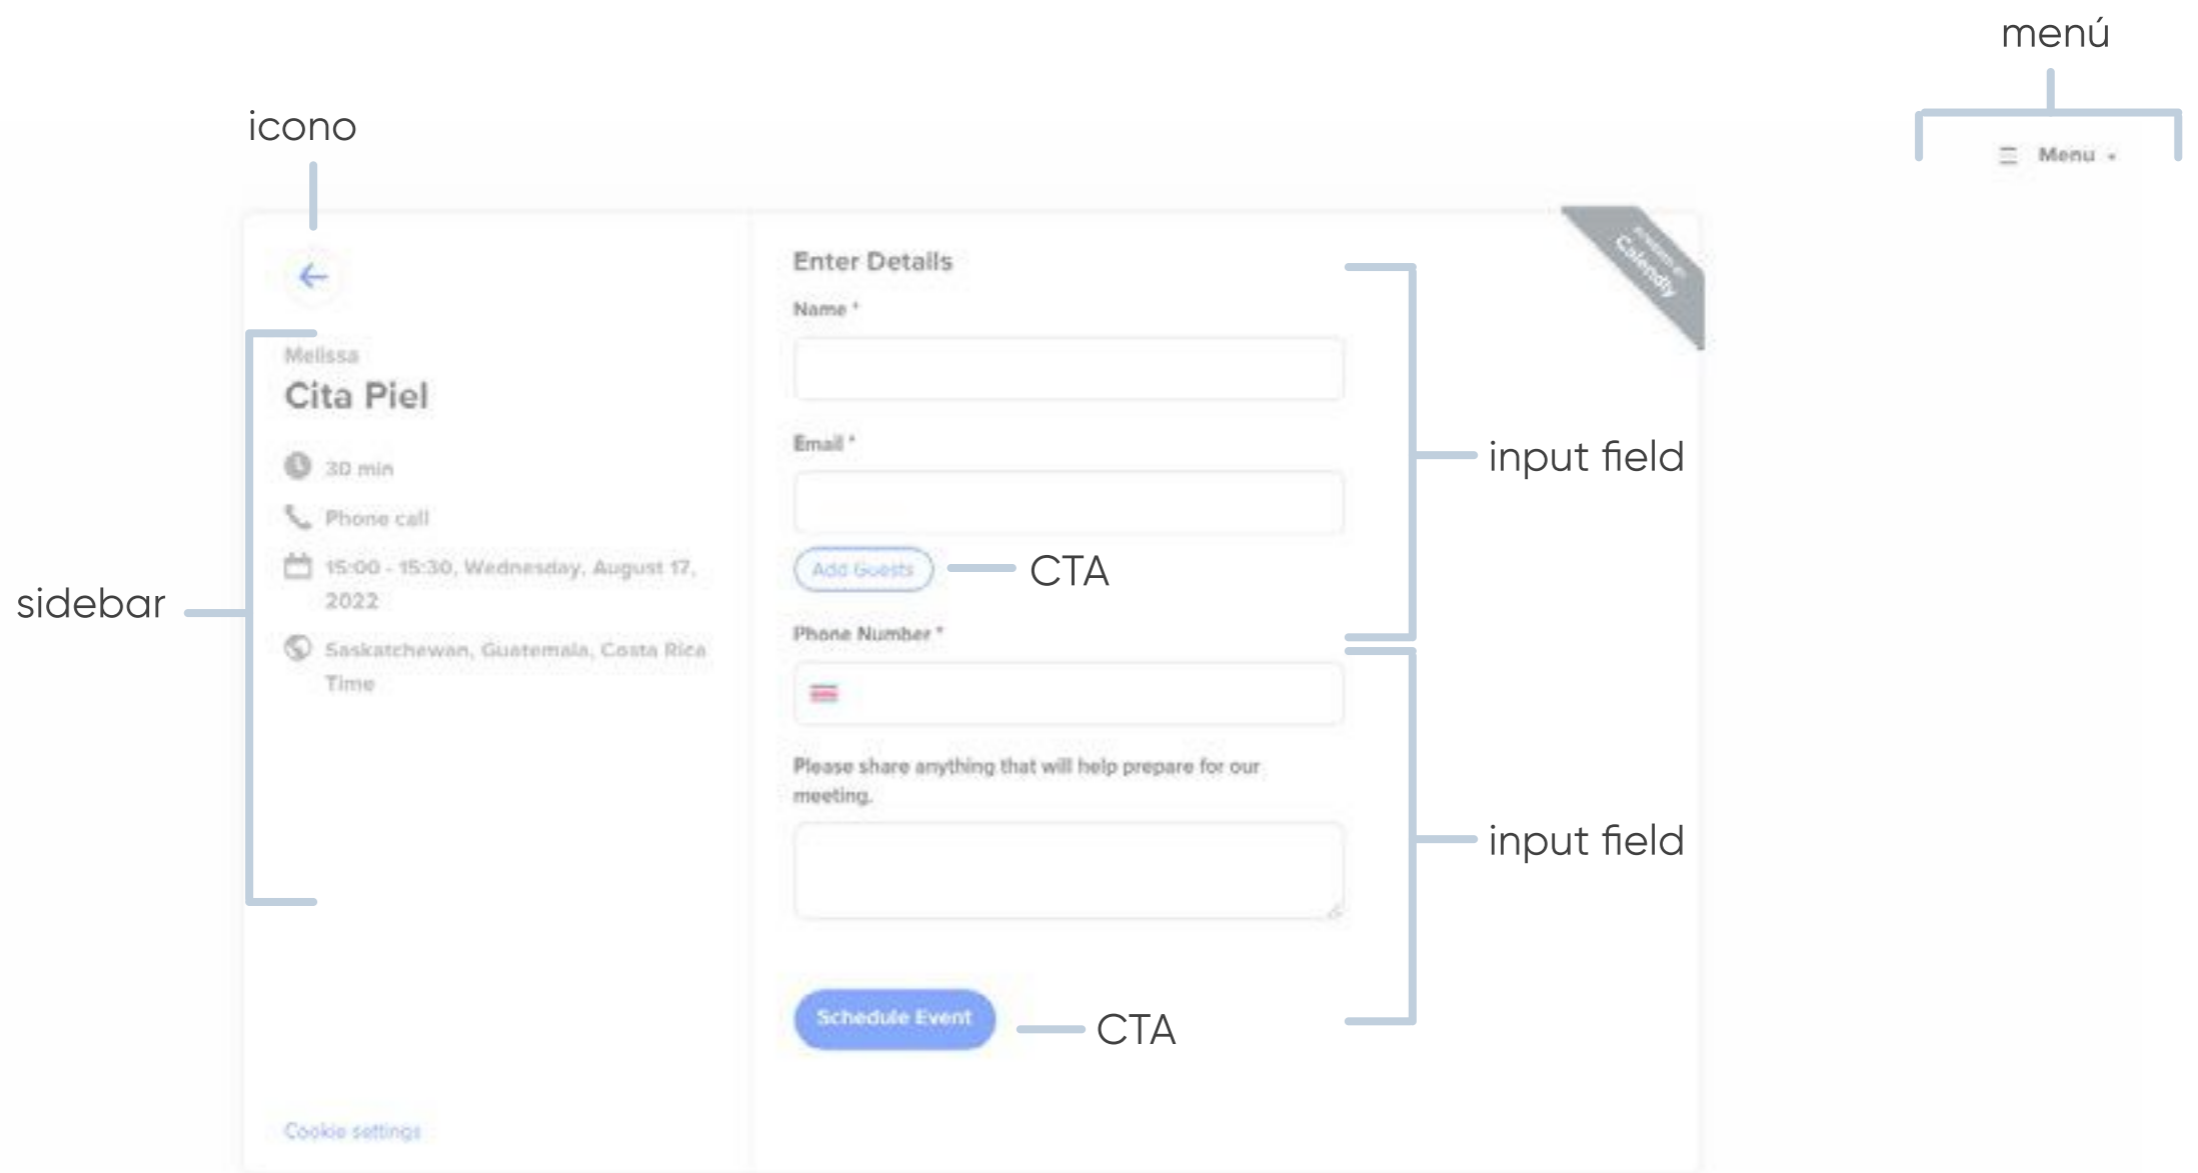 menú
icono
Menu
Enter Details
Calendly
Name *
Melissa
Cita Piel
Email *
input field
30 min
Phone call
15:00 - 15:30, Wednesday, August 17,
2022
Add Guests
CTA
sidebar
Phone Number *
Saskatchewan, Guatemala, Costa Rica
Time
Please share anything that will help prepare for our
meeting.
input field
Schedule Event
CTA
Cookie settings